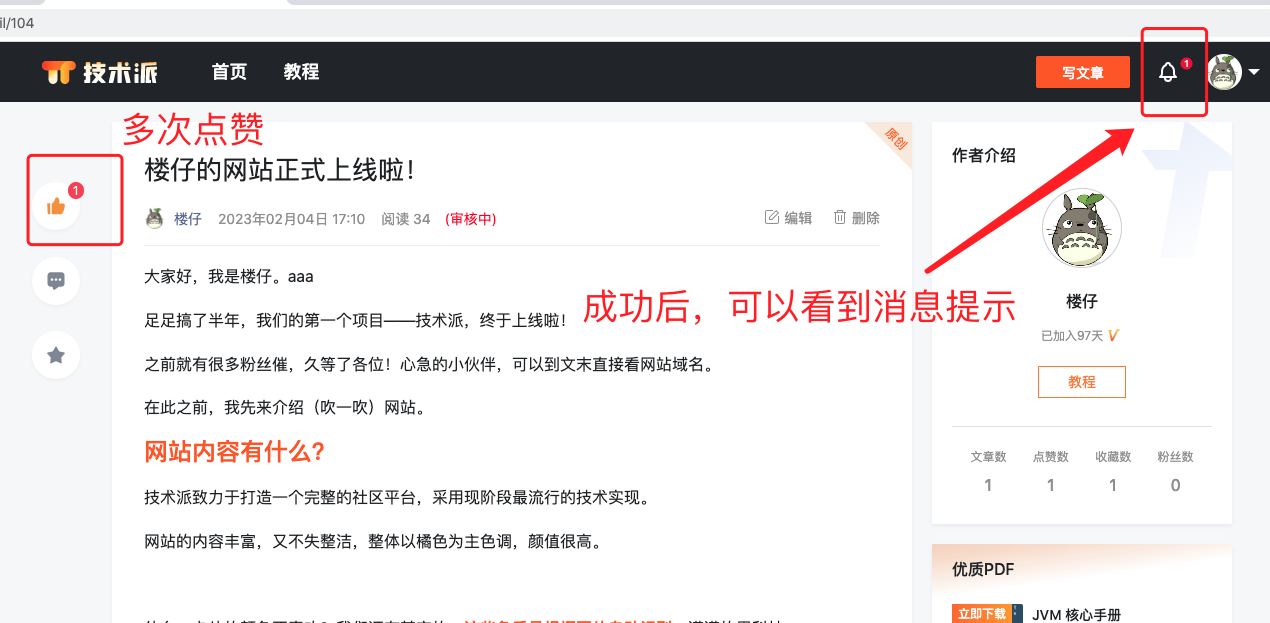 il/104
技术派
首页
教程
写文章
1
多次点赞
1
原创
楼仔的网站正式上线啦！
楼仔
2023年02月04日 17:10
阅读 34
(审核中)
编辑
删除
大家好，我是楼仔。aaa
足足搞了半年，我们的第一个项目——技术派，终于上线啦！
成功后，可以看到消息提示
之前就有很多粉丝催，久等了各位！心急的小伙伴，可以到文末直接看网站域名。
在此之前，我先来介绍（吹一吹）网站。
网站内容有什么？
技术派致力于打造一个完整的社区平台，采用现阶段最流行的技术实现。
网站的内容丰富，又不失整洁，整体以橘色为主色调，颜值很高。
作者介绍
楼仔
已加入97天
教程
文章数 点赞数 收藏数 粉丝数
1 1 1 0
优质PDF
立即下载
JVM 核心手册